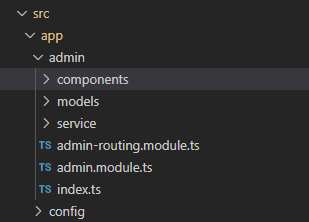 src
app
admin
components
models
service
TS admin-routing.module.ts
TS admin.module.ts
TS index.ts
config